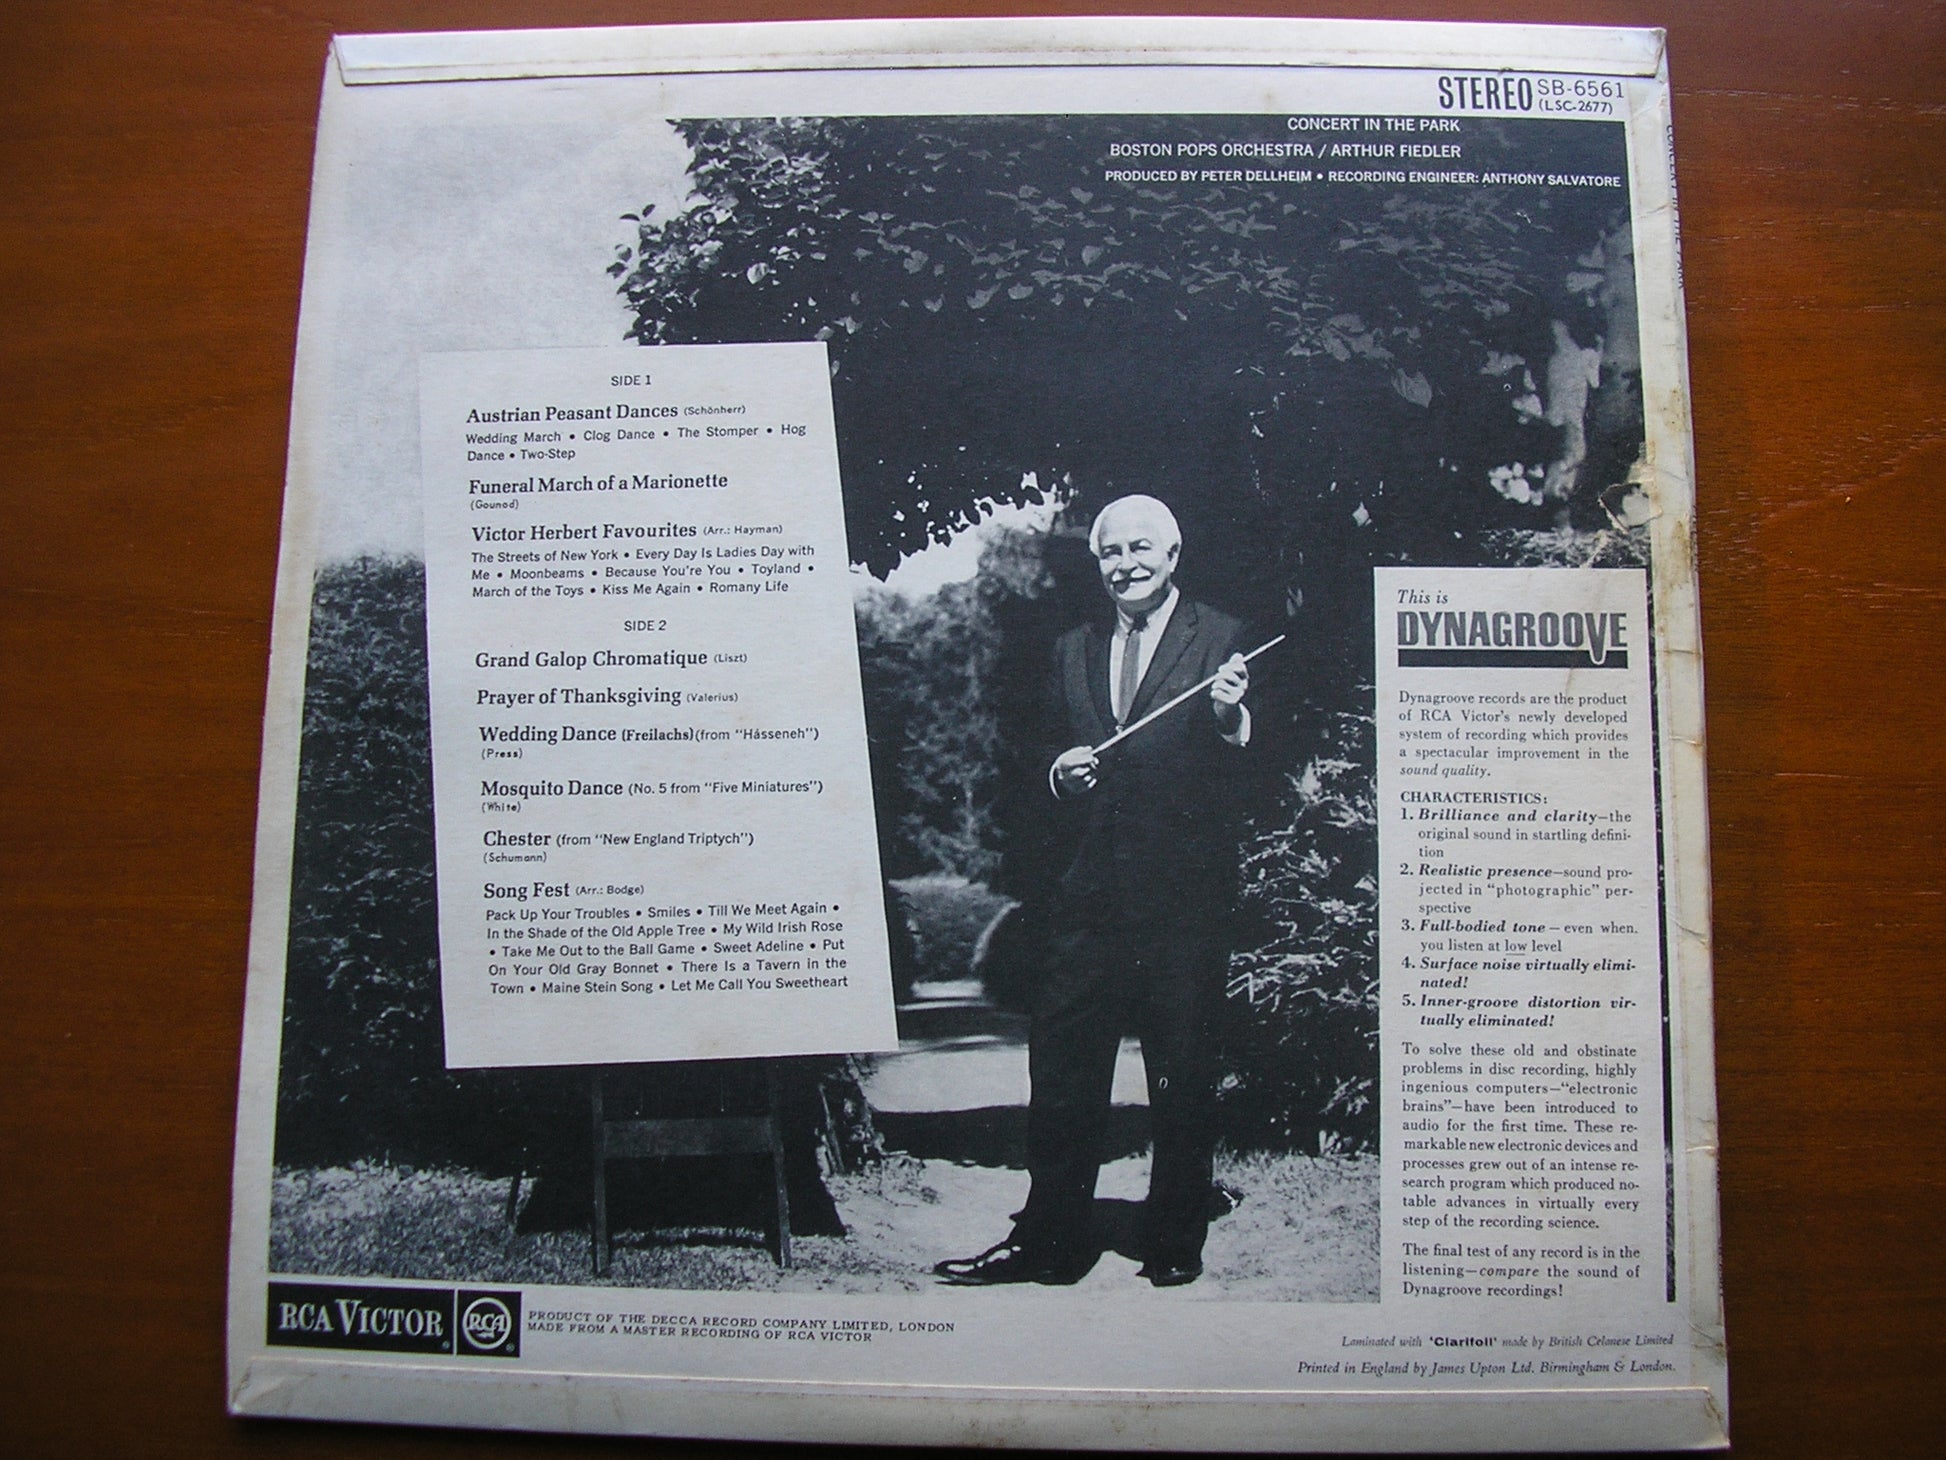 STEREO SB-6561
(LSC-2677)
CONCERT IN THE PARK
BOSTON POPS ORCHESTRA / ARTHUR FIEDLER
PRODUCED BY PETER DELLHEIM • RECORDING ENGINEER: ANTHONY SALVATORE
SIDE 1
Austrian Peasant Dances (Schönherr)
Wedding March • Clog Dance • The Stomper • Hog
Dance • Two-Step
Funeral March of a Marionette
(Gounod)
Victor Herbert Favourites (Arr.: Hayman)
The Streets of New York • Every Day Is Ladies Day with
Me • Moonbeams • Because You're You • Toyland •
March of the Toys • Kiss Me Again • Romany Life
SIDE 2
Grand Galop Chromatique (Liszt)
Prayer of Thanksgiving (Valerius)
Wedding Dance (Freilachs) (from "Hásseneh")
(Press)
Mosquito Dance (No. 5 from "Five Miniatures")
(White)
Chester (from "New England Triptych")
(Schumann)
Song Fest (Arr.: Bodge)
Pack Up Your Troubles • Smiles • Till We Meet Again •
In the Shade of the Old Apple Tree • My Wild Irish Rose
• Take Me Out to the Ball Game • Sweet Adeline • Put
On Your Old Gray Bonnet • There Is a Tavern in the
Town • Maine Stein Song • Let Me Call You Sweetheart
This is
DYNAGROOVE
Dynagroove records are the product
of RCA Victor's newly developed
system of recording which provides
a spectacular improvement in the
sound quality.
CHARACTERISTICS:
1. Brilliance and clarity—the
original sound in startling defini-
tion
2. Realistic presence—sound pro-
jected in "photographic" per-
spective
3. Full-bodied tone — even when.
you listen at low level
4. Surface noise virtually elimi-
nated!
5. Inner-groove distortion vir-
tually eliminated!
To solve these old and obstinate
problems in disc recording, highly
ingenious computers—"electronic
brains"—have been introduced to
audio for the first time. These re-
markable new electronic devices and
processes grew out of an intense re-
search program which produced no-
table advances in virtually every
step of the recording science.
The final test of any record is in the
listening—compare the sound of
Dynagroove recordings!
RCA VICTOR
RCA
PRODUCT OF THE DECCA RECORD COMPANY LIMITED, LONDON
MADE FROM A MASTER RECORDING OF RCA VICTOR
Laminated with 'Clarifoil' made by British Celanese Limited
Printed in England by James Upton Ltd. Birmingham & London.
CONCERT IN THE PARK